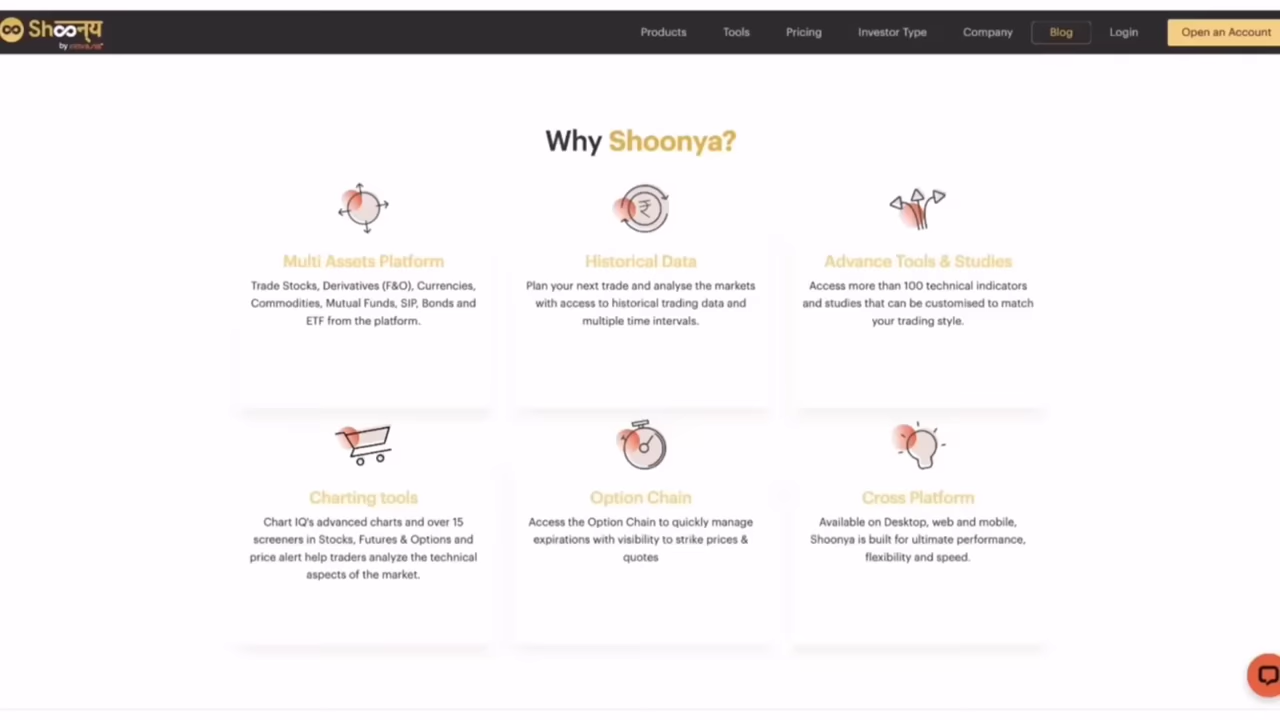 Shoonya
by
Products
Tools
Pricing
Investor Type
Company
Blog
Login
Open an Account
Why Shoonya?
Multi Assets Platform
Trade Stocks, Derivatives (F&O), Currencies,
Commodities, Mutual Funds, SIP, Bonds and
ETF from the platform.
Historical Data
Plan your next trade and analyse the markets
with access to historical trading data and
multiple time intervals.
Advance Tools & Studies
Access more than 100 technical indicators
and studies that can be customised to match
your trading style.
Charting tools
Chart IQ's advanced charts and over 15
screeners in Stocks, Futures & Options and
price alert help traders analyze the technical
aspects of the market.
Option Chain
Access the Option Chain to quickly manage
expirations with visibility to strike prices &
quotes
Cross Platform
Available on Desktop, web and mobile,
Shoonya is built for ultimate performance,
flexibility and speed.